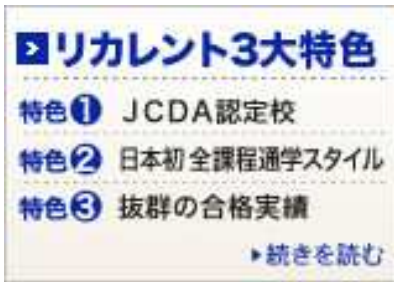 リカレント3大特色
特色❶ JCDA認定校
特色❷ 日本初 全課程通学スタイル
特色❸ 抜群の合格実績
続きを読む